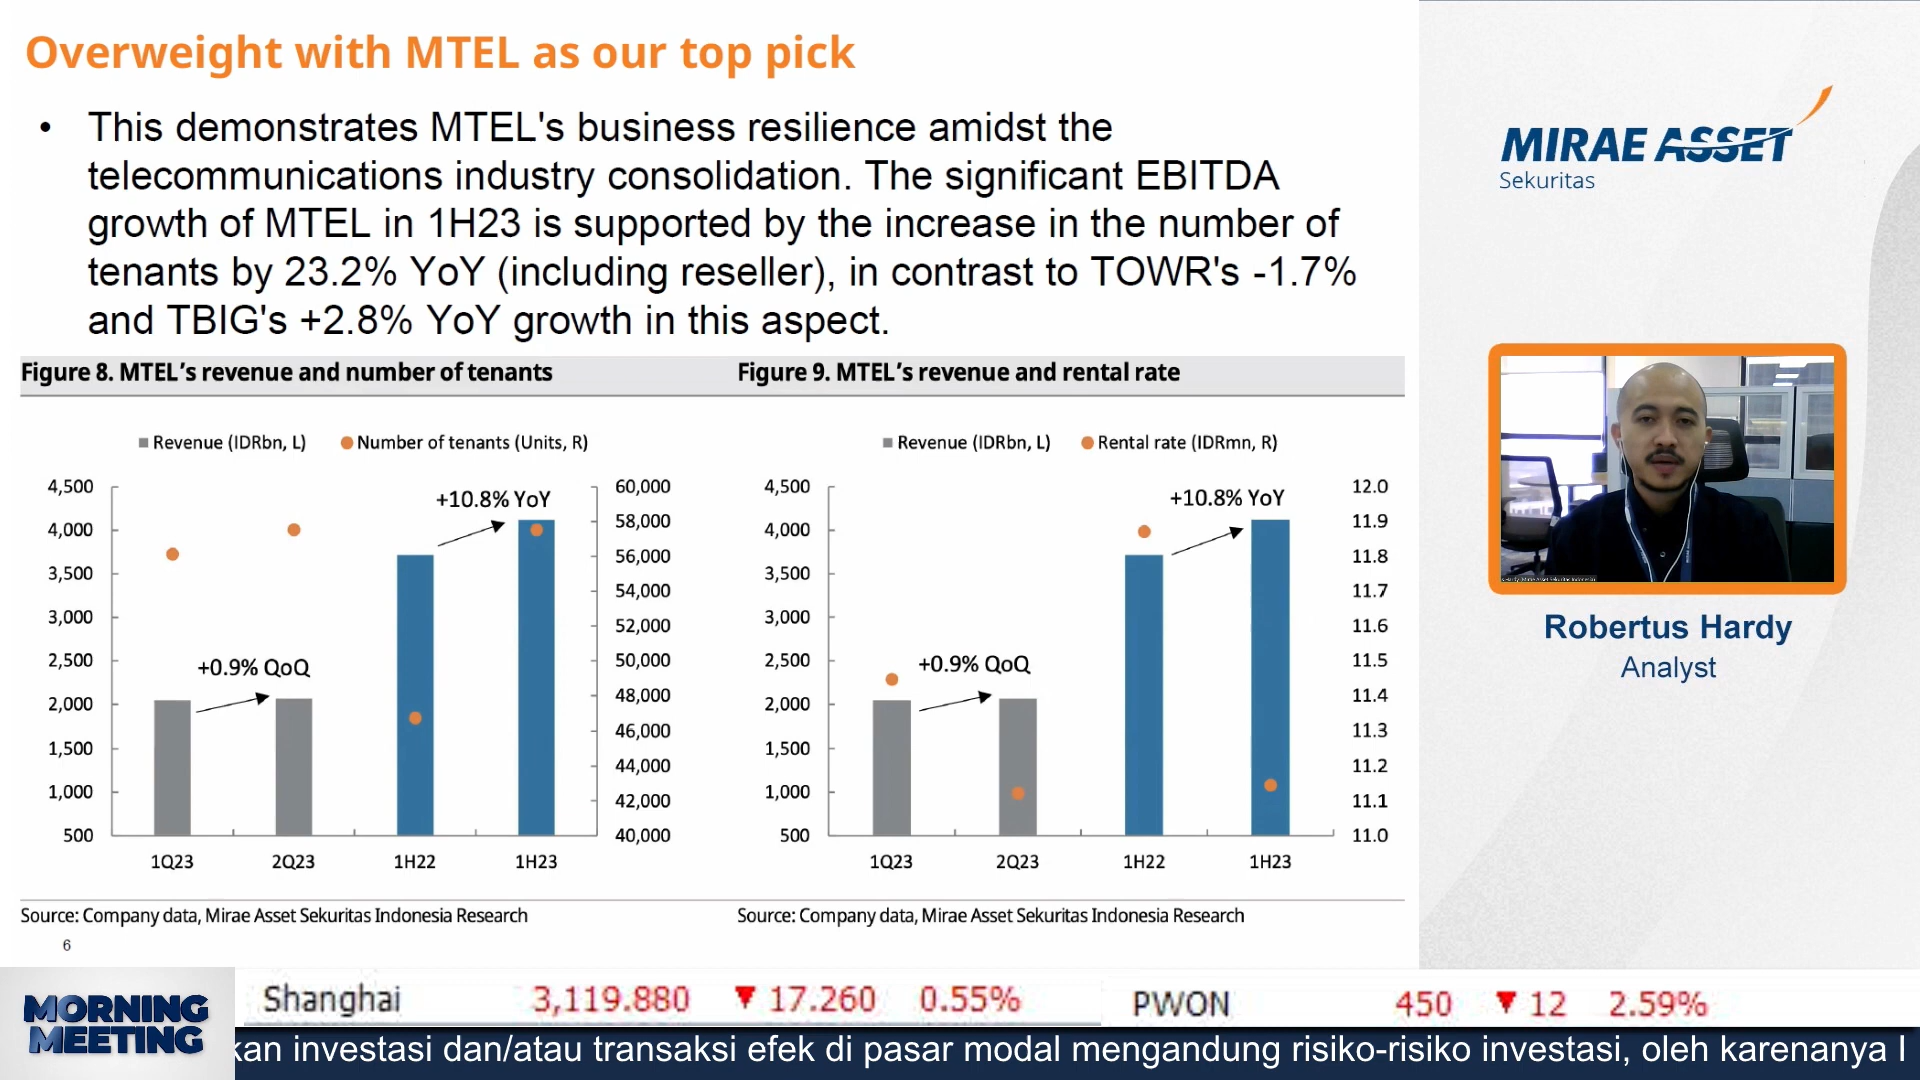 Overweight with MTEL as our top pick
• This demonstrates MTEL's business resilience amidst the
telecommunications industry consolidation. The significant EBITDA
growth of MTEL in 1H23 is supported by the increase in the number of
tenants by 23.2% YoY (including reseller), in contrast to TOWR's -1.7%
and TBIG's +2.8% YoY growth in this aspect.
Figure 8. MTEL's revenue and number of tenants
Revenue (IDRbn, L) Number of tenants (Units, R)
4,500
4,000
3,500
3,000
2,500
2,000
1,500
1,000
500
+0.9% QoQ
+10.8% YoY
60,000
58,000
56,000
54,000
52,000
50,000
48,000
46,000
44,000
42,000
40,000
1Q23 2Q23 1H22 1H23
Source: Company data, Mirae Asset Sekuritas Indonesia Research
Figure 9. MTEL's revenue and rental rate
Revenue (IDRbn, L) Rental rate (IDRmn, R)
4,500
4,000
3,500
3,000
2,500
2,000
1,500
1,000
500
+0.9% QoQ
+10.8% YoY
12.0
11.9
11.8
11.7
11.6
11.5
11.4
11.3
11.2
11.1
11.0
1Q23 2Q23 1H22 1H23
Source: Company data, Mirae Asset Sekuritas Indonesia Research
6
MIRAE ASSET
Sekuritas
Robertus Hardy
Analyst
MORNING
MEETING
Shanghai 3,119.880 ▼ 17.260 0.55% PWON 450 ▼ 12 2.59%
kan investasi dan/atau transaksi efek di pasar modal mengandung risiko-risiko investasi, oleh karenanya I